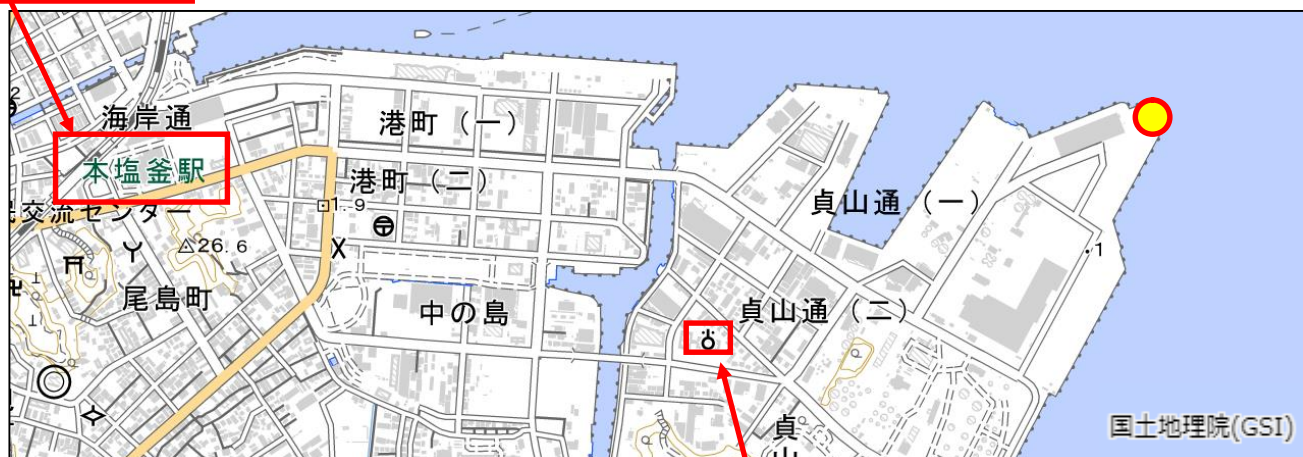 海岸通
港町(一)
本塩釜駅
港町(二)
貞山通(一)
交流センター
1.9
26.6
.1
尾島町
中の島
貞山通(二)
貞山
国土地理院(GSI)